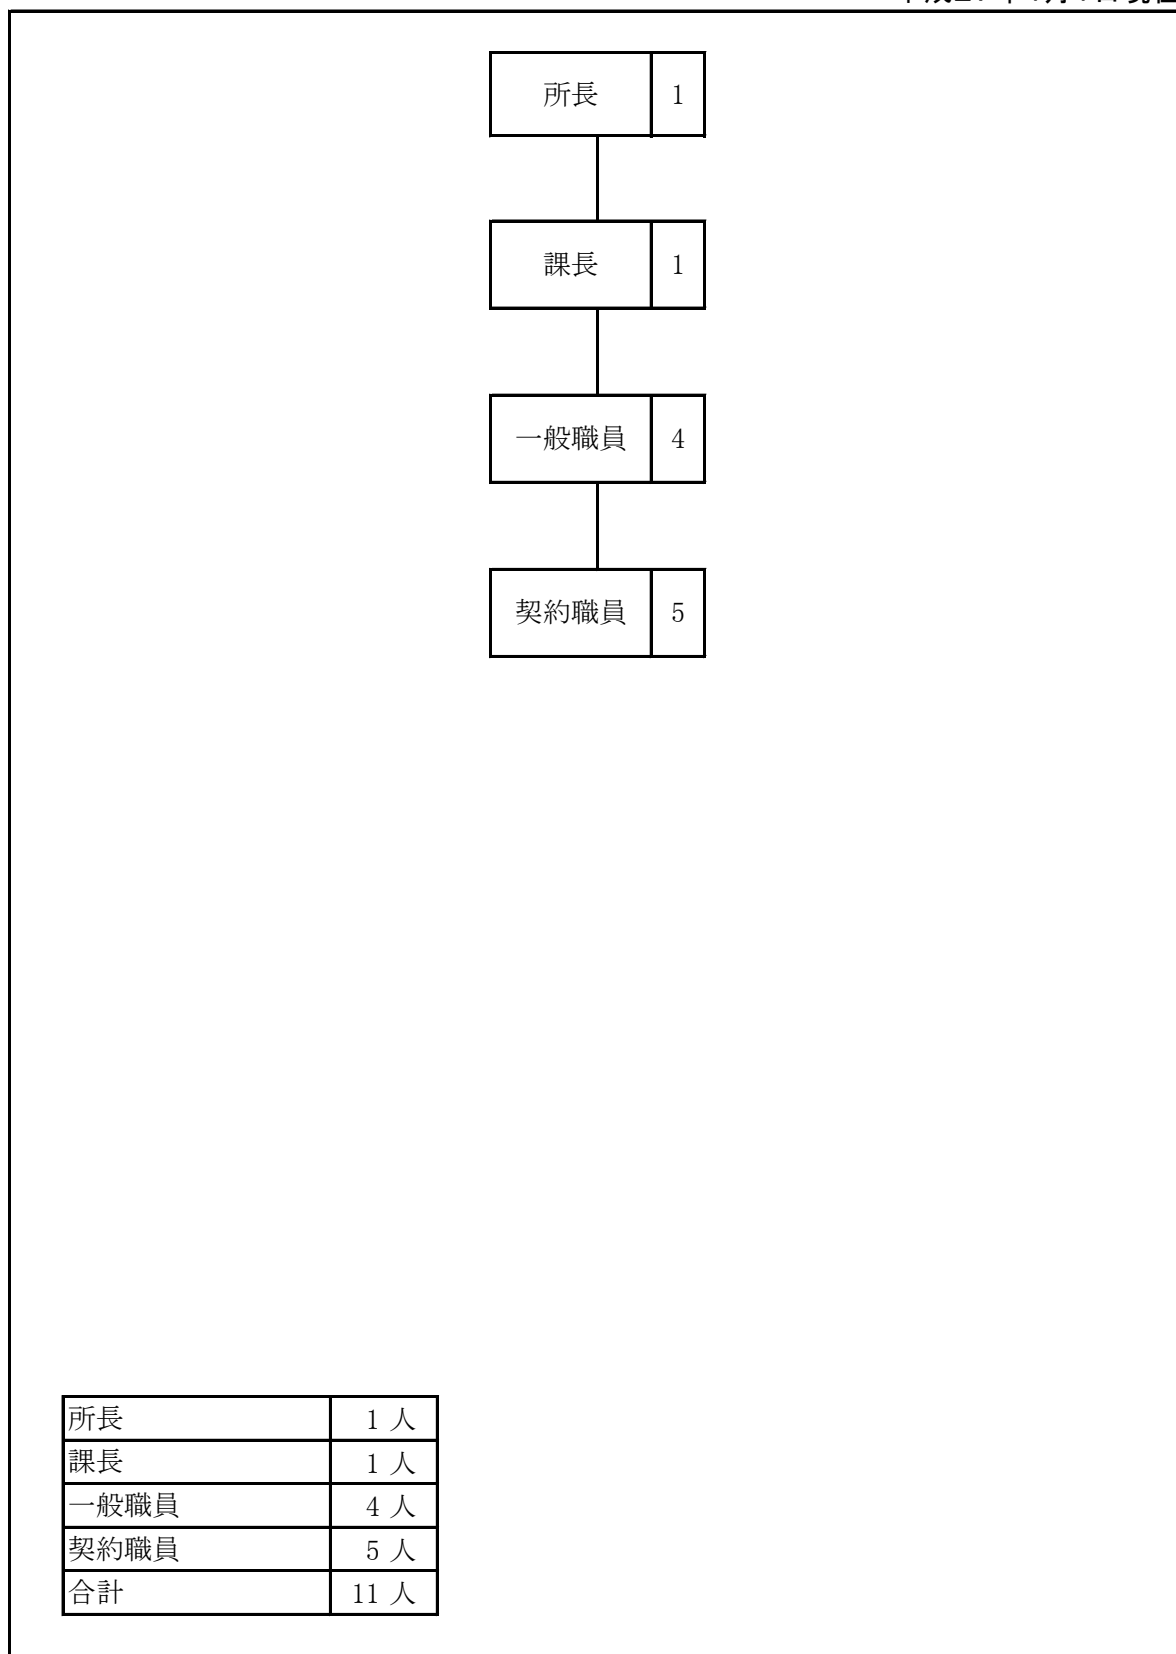 所長 1
課長 1
一般職員 4
契約職員 5
所長 1 人
課長 1 人
一般職員 4 人
契約職員 5 人
合計 11 人